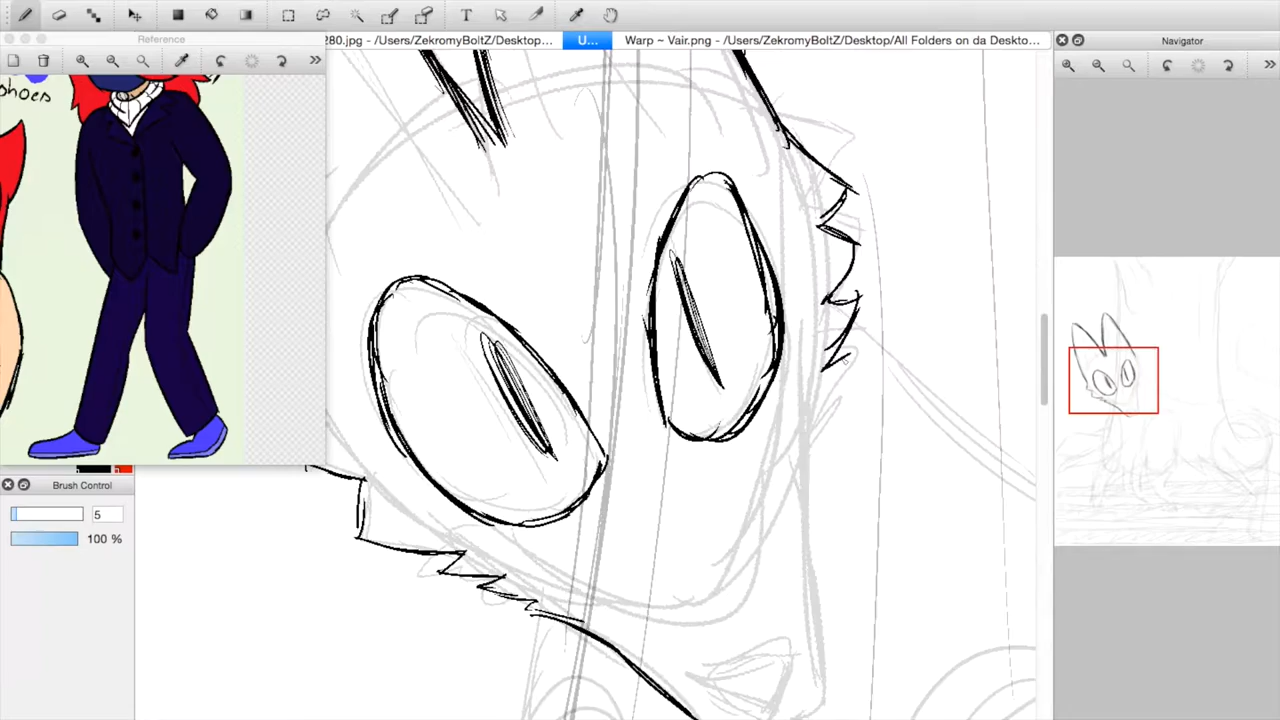 Reference
280.jpg - /Users/ZekromyBoltZ/Desktop...
U...
Warp ~ Vair.png - /Users/ZekromyBoltZ/Desktop/All Folders on da Deskto...
Navigator
shoes
Brush Control
5
100 %